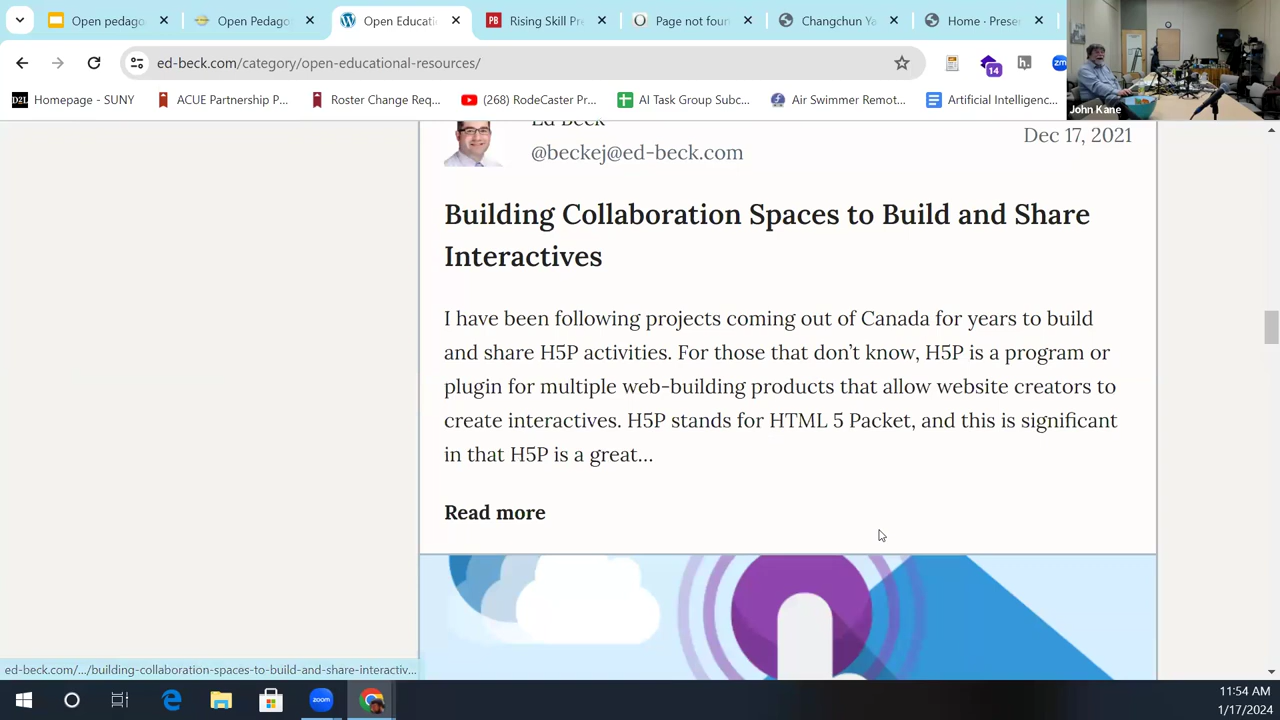 Open pedago
Open Pedago
Open Educati
PB
Rising Skill Pre
Page not foun
Changchun Ya
Home - Prese
ed-beck.com/category/open-educational-resources/
14
h.
zm
D2L
Homepage - SUNY
ACUE Partnership P...
Roster Change Req...
(268) RodeCaster Pr...
AI Task Group Subc...
Air Swimmer Remot...
Artificial Intelligenc...
John Kane
Ed Beck
@beckej@ed-beck.com
Dec 17, 2021
Building Collaboration Spaces to Build and Share
Interactives
I have been following projects coming out of Canada for years to build
and share H5P activities. For those that don't know, H5P is a program or
plugin for multiple web-building products that allow website creators to
create interactives. H5P stands for HTML 5 Packet, and this is significant
in that H5P is a great…
Read more
ed-beck.com/.../building-collaboration-spaces-to-build-and-share-interactiv...
zoom
11:54 AM
1/17/2024